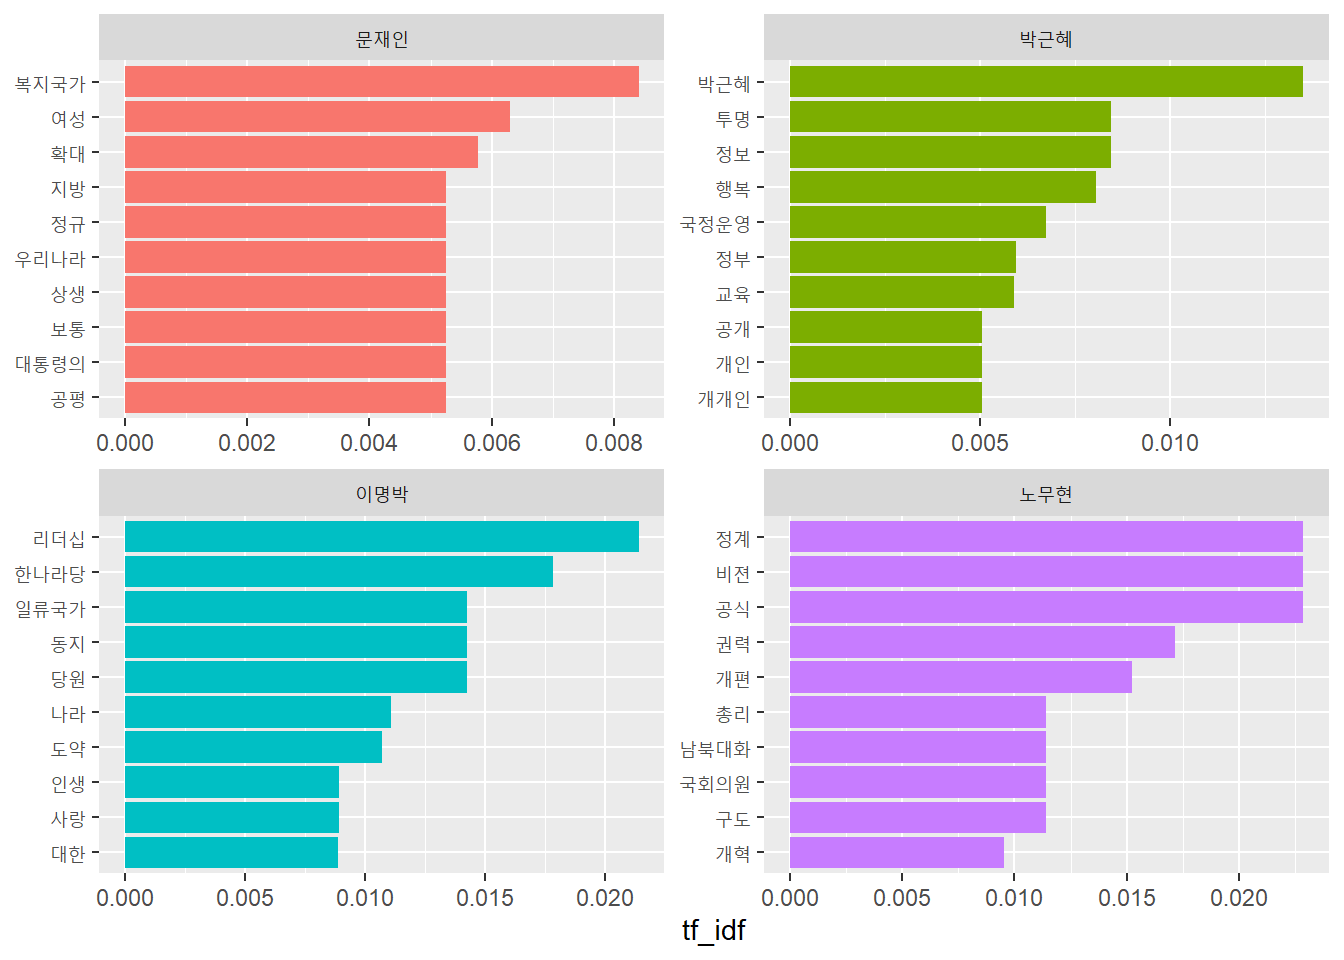 문재인
복지국가
여성
확대
지방
정규
우리나라
상생
보통
대통령의
공평
0.000 0.002 0.004 0.006 0.008
박근혜
박근혜
투명
정보
행복
국정운영
정부
교육
공개
개인
개개인
0.000 0.005 0.010
이명박
리더십
한나라당
일류국가
동지
당원
나라
도약
인생
사랑
대한
0.000 0.005 0.010 0.015 0.020
노무현
정계
비젼
공식
권력
개편
총리
남북대화
국회의원
구도
개혁
0.000 0.005 0.010 0.015 0.020
tf_idf